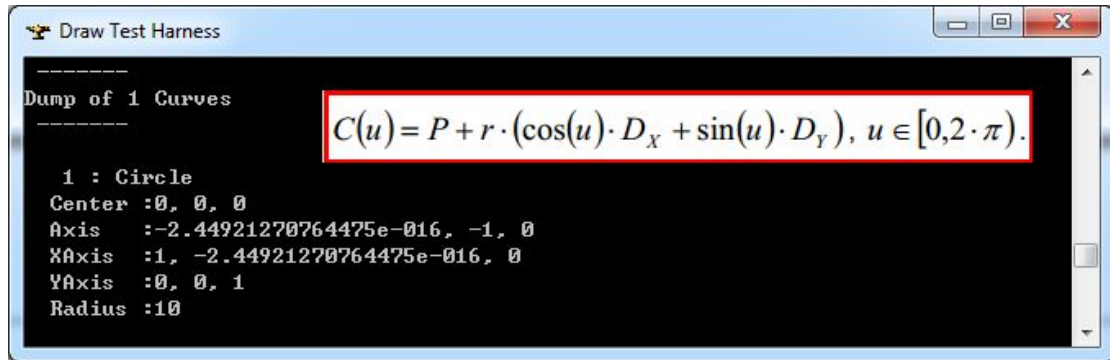 Draw Test Harness
-------
Dump of 1 Curves
-------
C(u) = P + r · (cos(u) · D_X + sin(u) · D_Y), u ∈ [0,2 · π).
1 : Circle
Center :0, 0, 0
Axis :-2.44921270764475e-016, -1, 0
XAxis :1, -2.44921270764475e-016, 0
YAxis :0, 0, 1
Radius :10